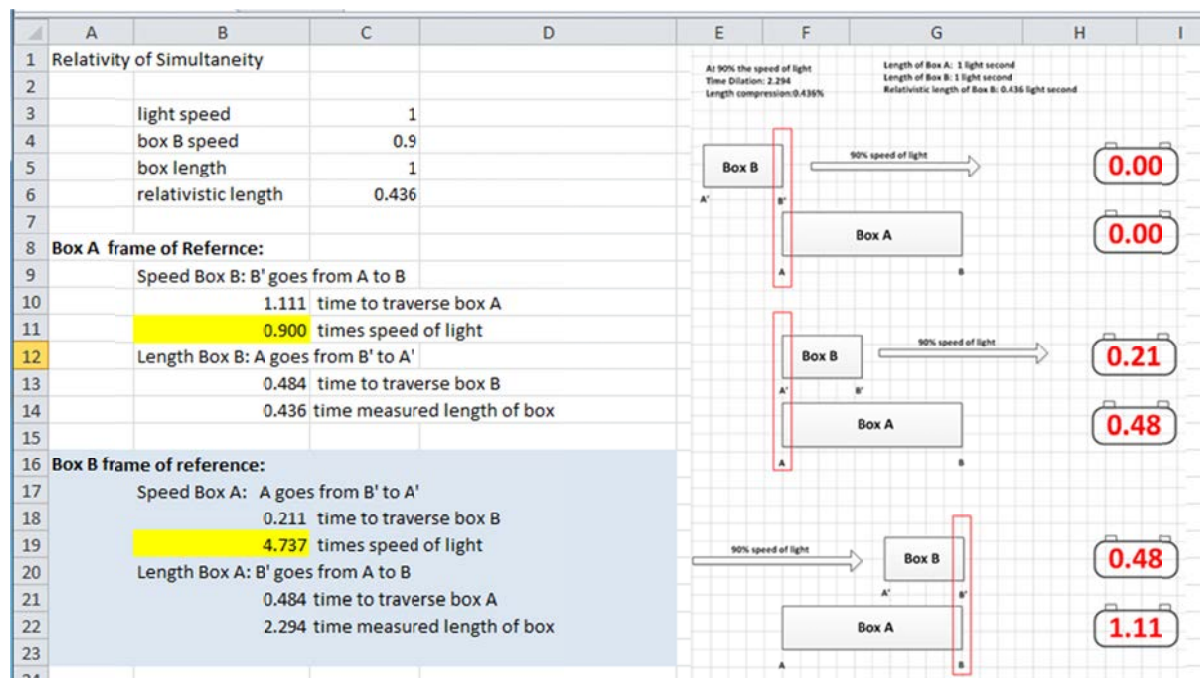 A B C D E F G H I
1 Relativity of Simultaneity
2
3 light speed 1
4 box B speed 0.9
5 box length 1
6 relativistic length 0.436
7
8 Box A frame of Refernce:
9 Speed Box B: B' goes from A to B
10 1.111 time to traverse box A
11 0.900 times speed of light
12 Length Box B: A goes from B' to A'
13 0.484 time to traverse box B
14 0.436 time measured length of box
15
16 Box B frame of reference:
17 Speed Box A: A goes from B' to A'
18 0.211 time to traverse box B
19 4.737 times speed of light
20 Length Box A: B' goes from A to B
21 0.484 time to traverse box A
22 2.294 time measured length of box
23
At 90% the speed of light
Time Dilation: 2.294
Length compression:0.436%
Length of Box A: 1 light second
Length of Box B: 1 light second
Relativistic length of Box B: 0.436 light second
Box B 90% speed of light 0.00
A' B'
Box A 0.00
A B
90% speed of light
Box B 0.21
A' B'
Box A 0.48
A B
90% speed of light Box B 0.48
A' B'
Box A 1.11
A B